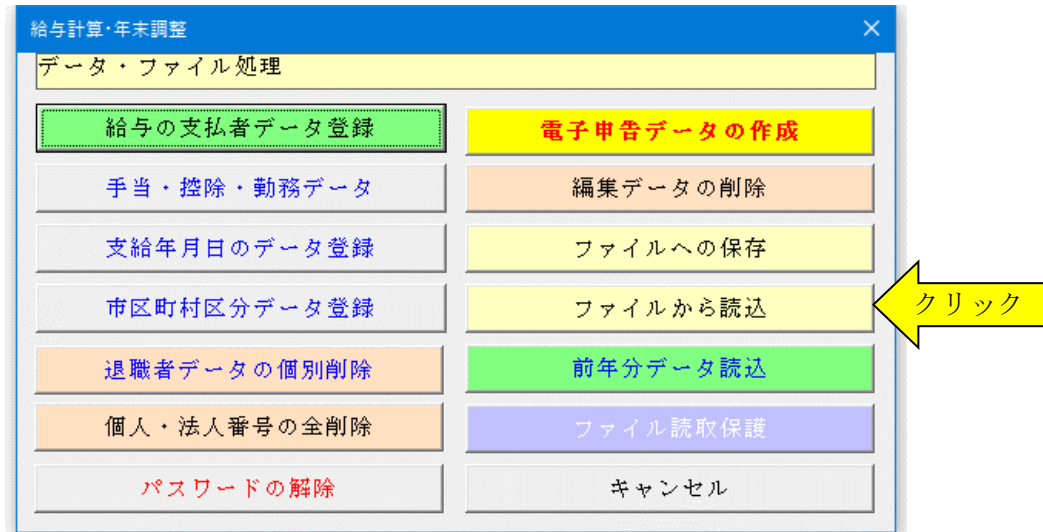 給与計算･年末調整
データ・ファイル処理
給与の支払者データ登録
電子申告データの作成
手当・控除・勤務データ
編集データの削除
支給年月日のデータ登録
ファイルへの保存
市区町村区分データ登録
ファイルから読込
クリック
退職者データの個別削除
前年分データ読込
個人・法人番号の全削除
ファイル読取保護
パスワードの解除
キャンセル